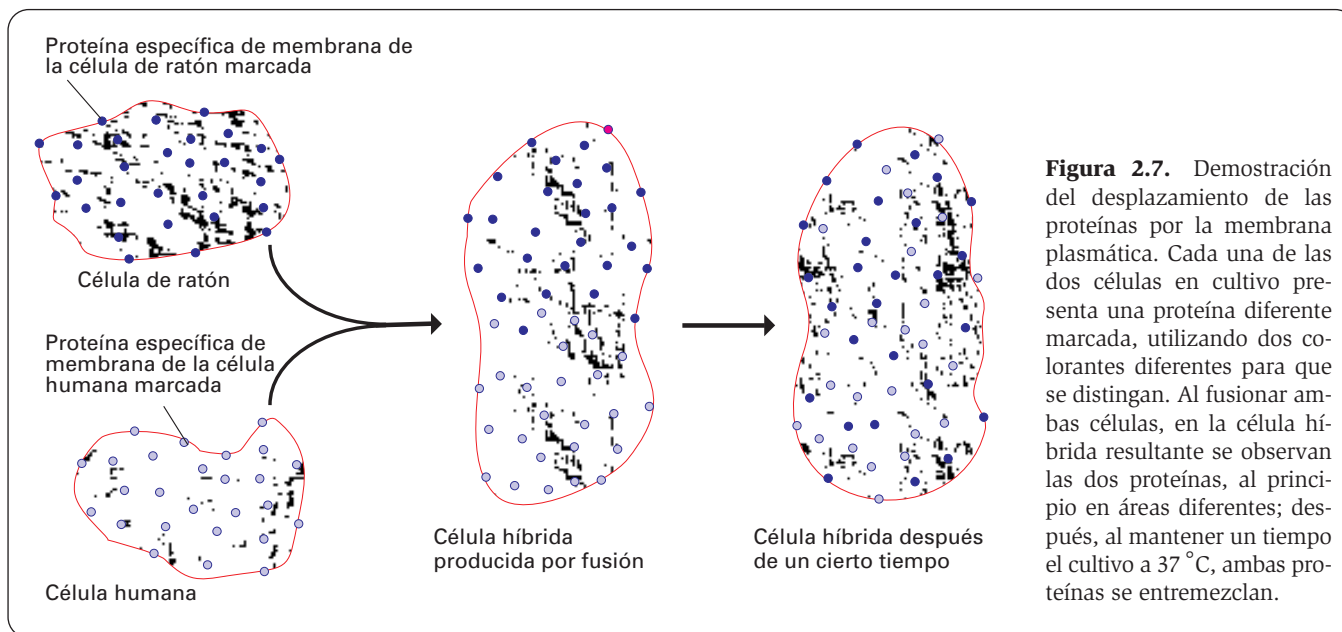 Proteína específica de membrana de
la célula de ratón marcada
Célula de ratón
Proteína específica de
membrana de la célula
humana marcada
Célula humana
Célula híbrida
producida por fusión
Célula híbrida después
de un cierto tiempo
Figura 2.7. Demostración
del desplazamiento de las
proteínas por la membrana
plasmática. Cada una de las
dos células en cultivo pre-
senta una proteína diferente
marcada, utilizando dos co-
lorantes diferentes para que
se distingan. Al fusionar am-
bas células, en la célula hí-
brida resultante se observan
las dos proteínas, al princi-
pio en áreas diferentes; des-
pués, al mantener un tiempo
el cultivo a 37 °C, ambas pro-
teínas se entremezclan.